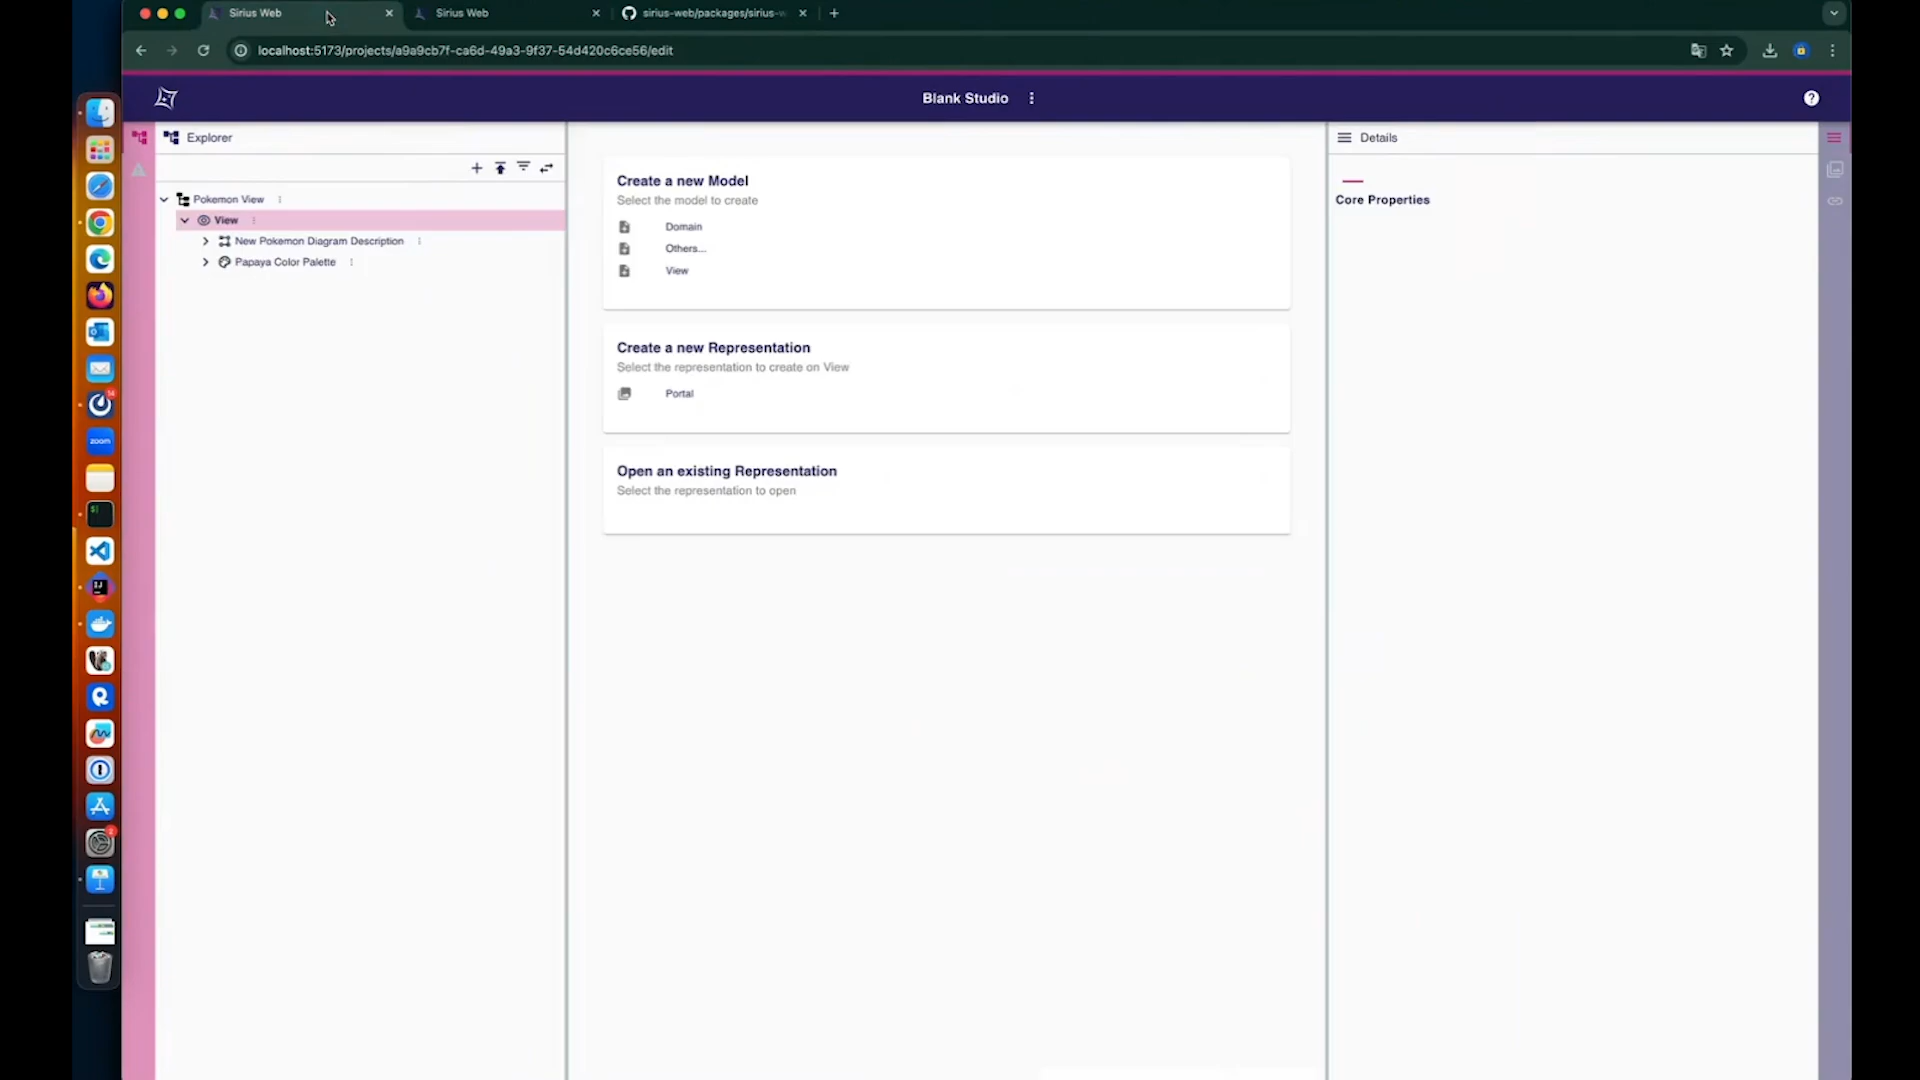 Sirius Web
Sirius Web
sirius-web/packages/sirius-w
localhost:5173/projects/a9a9cb7f-ca6d-49a3-9f37-54d420c6ce56/edit
Blank Studio
Explorer
Details
Pokemon View
View
New Pokemon Diagram Description
Papaya Color Palette
Create a new Model
Select the model to create
Domain
Others...
View
Create a new Representation
Select the representation to create on View
Portal
Open an existing Representation
Select the representation to open
Core Properties
zoom